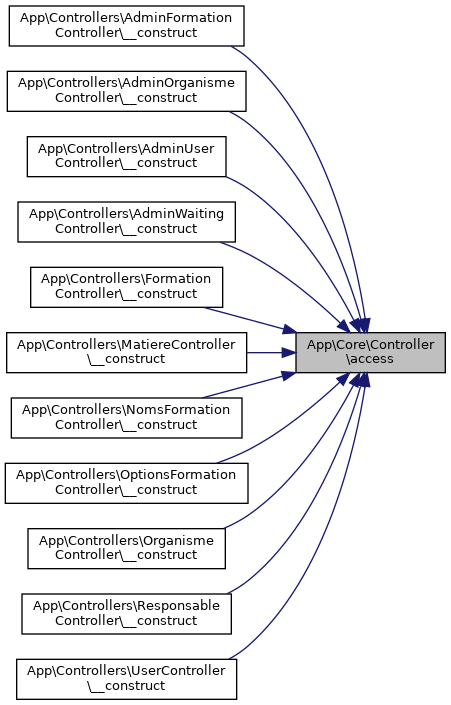 App\Controllers\AdminFormation
Controller\__construct
App\Controllers\AdminOrganisme
Controller\__construct
App\Controllers\AdminUser
Controller\__construct
App\Controllers\AdminWaiting
Controller\__construct
App\Controllers\Formation
Controller\__construct
App\Controllers\MatiereController
\__construct
App\Controllers\NomsFormation
Controller\__construct
App\Controllers\OptionsFormation
Controller\__construct
App\Controllers\Organisme
Controller\__construct
App\Controllers\Responsable
Controller\__construct
App\Controllers\UserController
\__construct
App\Core\Controller
\access